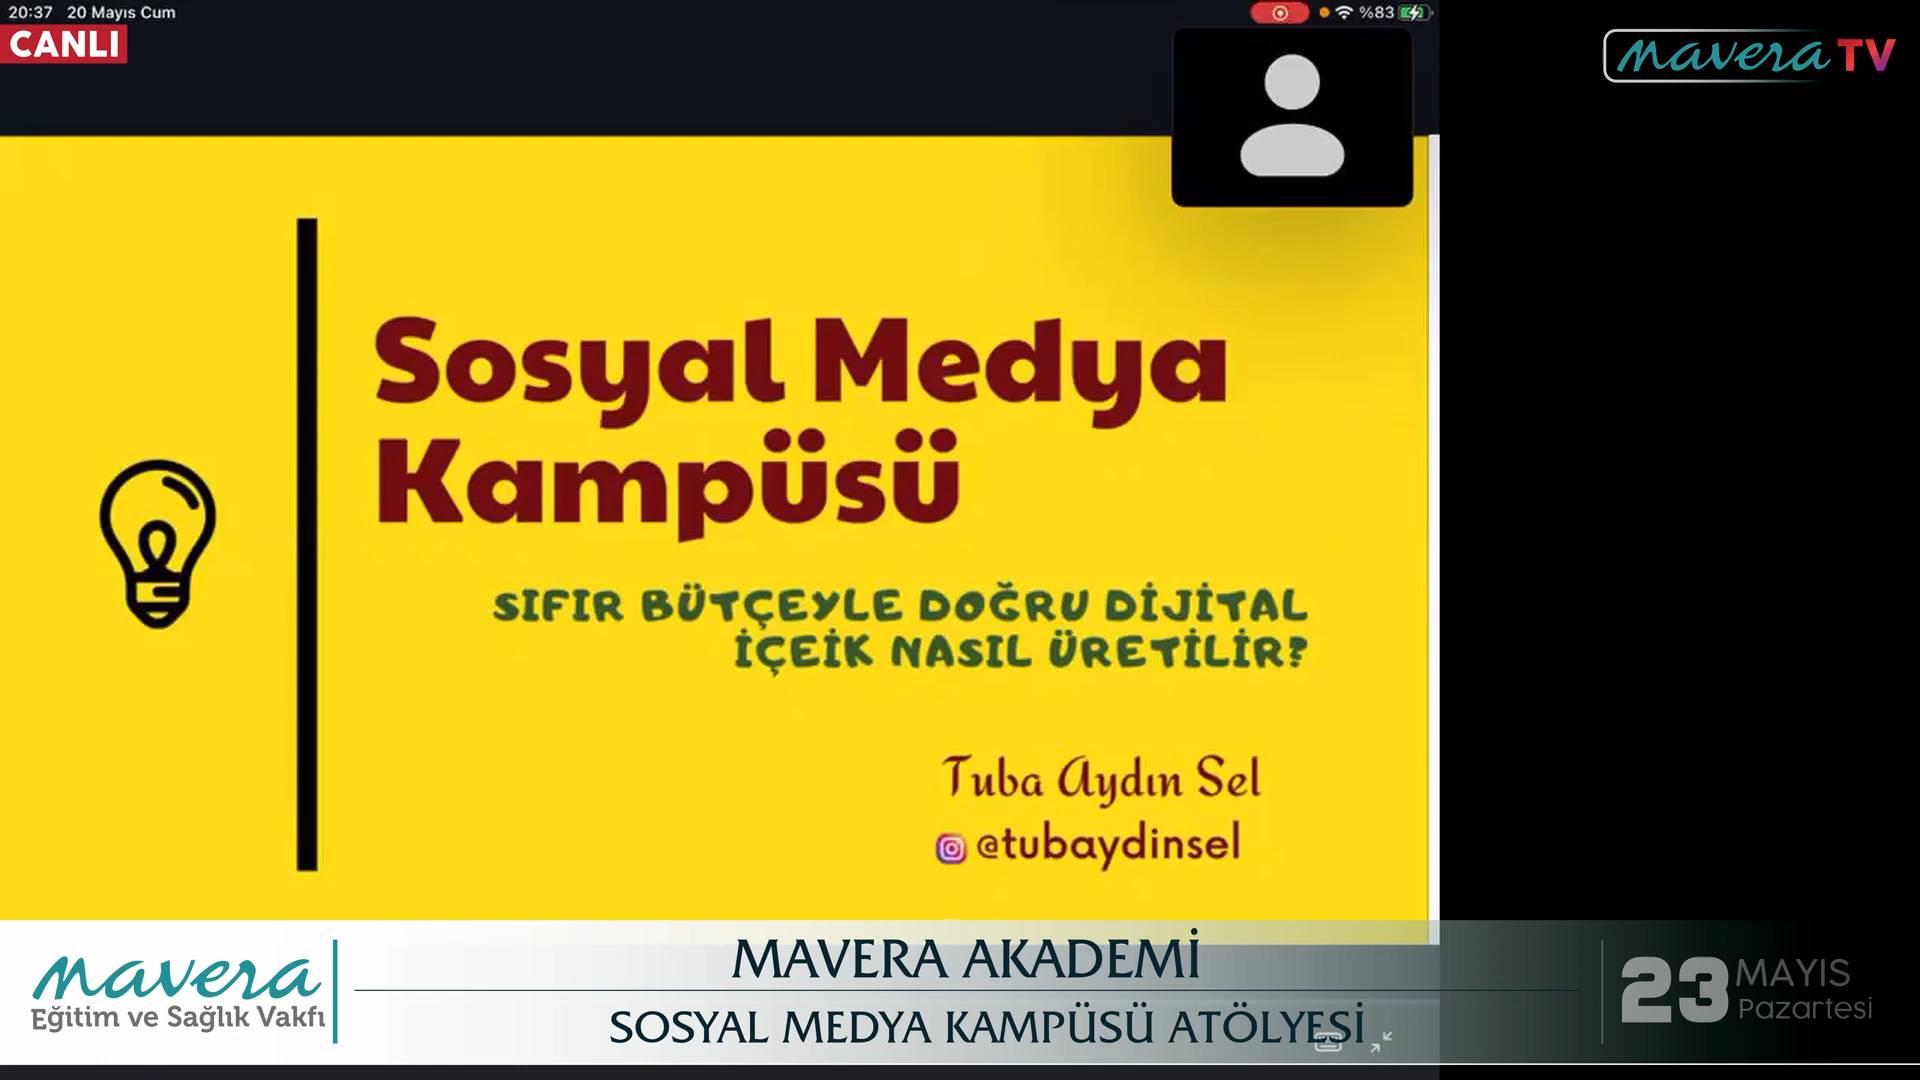 20:37 20 Mayıs Cum
%83
CANLI
mavera TV
Sosyal Medya
Kampüsü
SIFIR BÜTÇEYLE DOĞRU DİJİTAL
İÇEİK NASIL ÜRETİLİR?
Tuba Aydın Sel
@tubaydinsel
mavera
Eğitim ve Sağlık Vakfı
MAVERA AKADEMİ
SOSYAL MEDYA KAMPÜSÜ ATÖLYESİ
23 MAYIS
Pazartesi